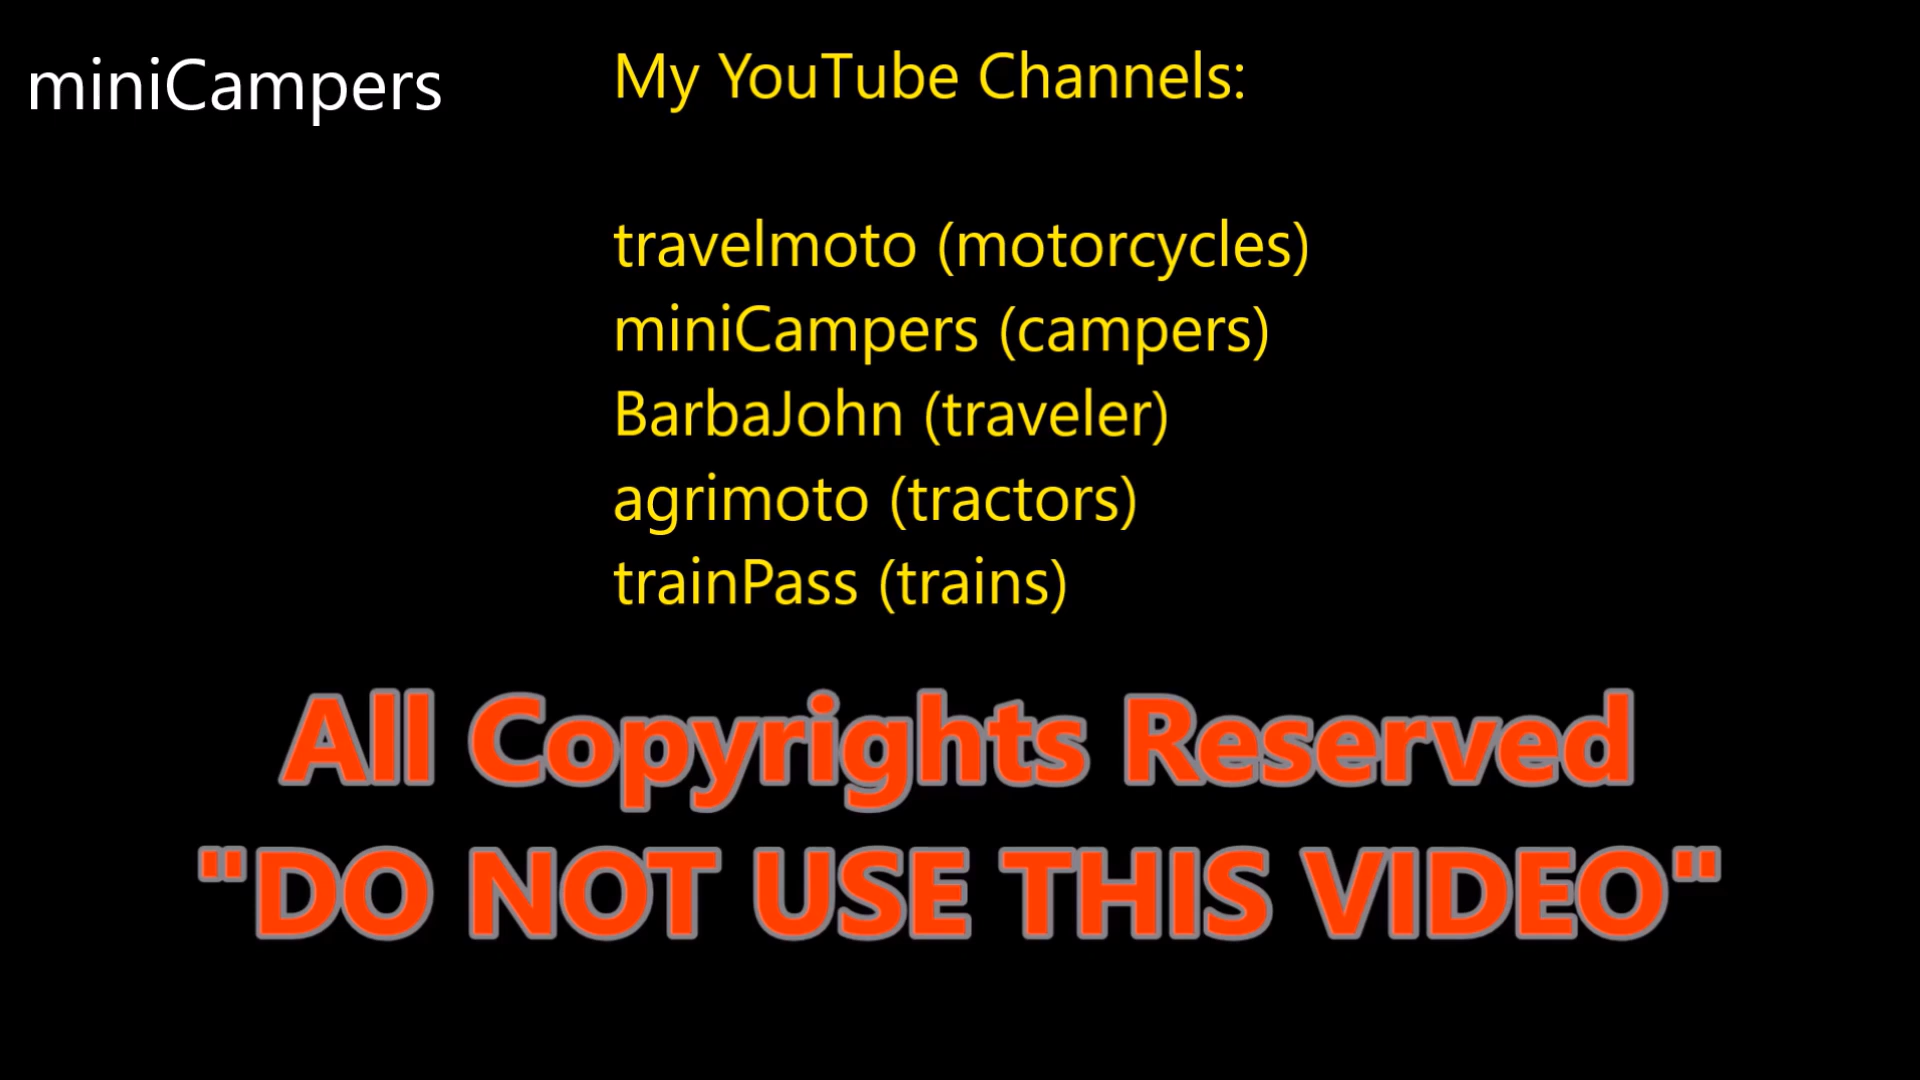 miniCampers
My YouTube Channels:
travelmoto (motorcycles)
miniCampers (campers)
BarbaJohn (traveler)
agrimoto (tractors)
trainPass (trains)
All Copyrights Reserved
"DO NOT USE THIS VIDEO"